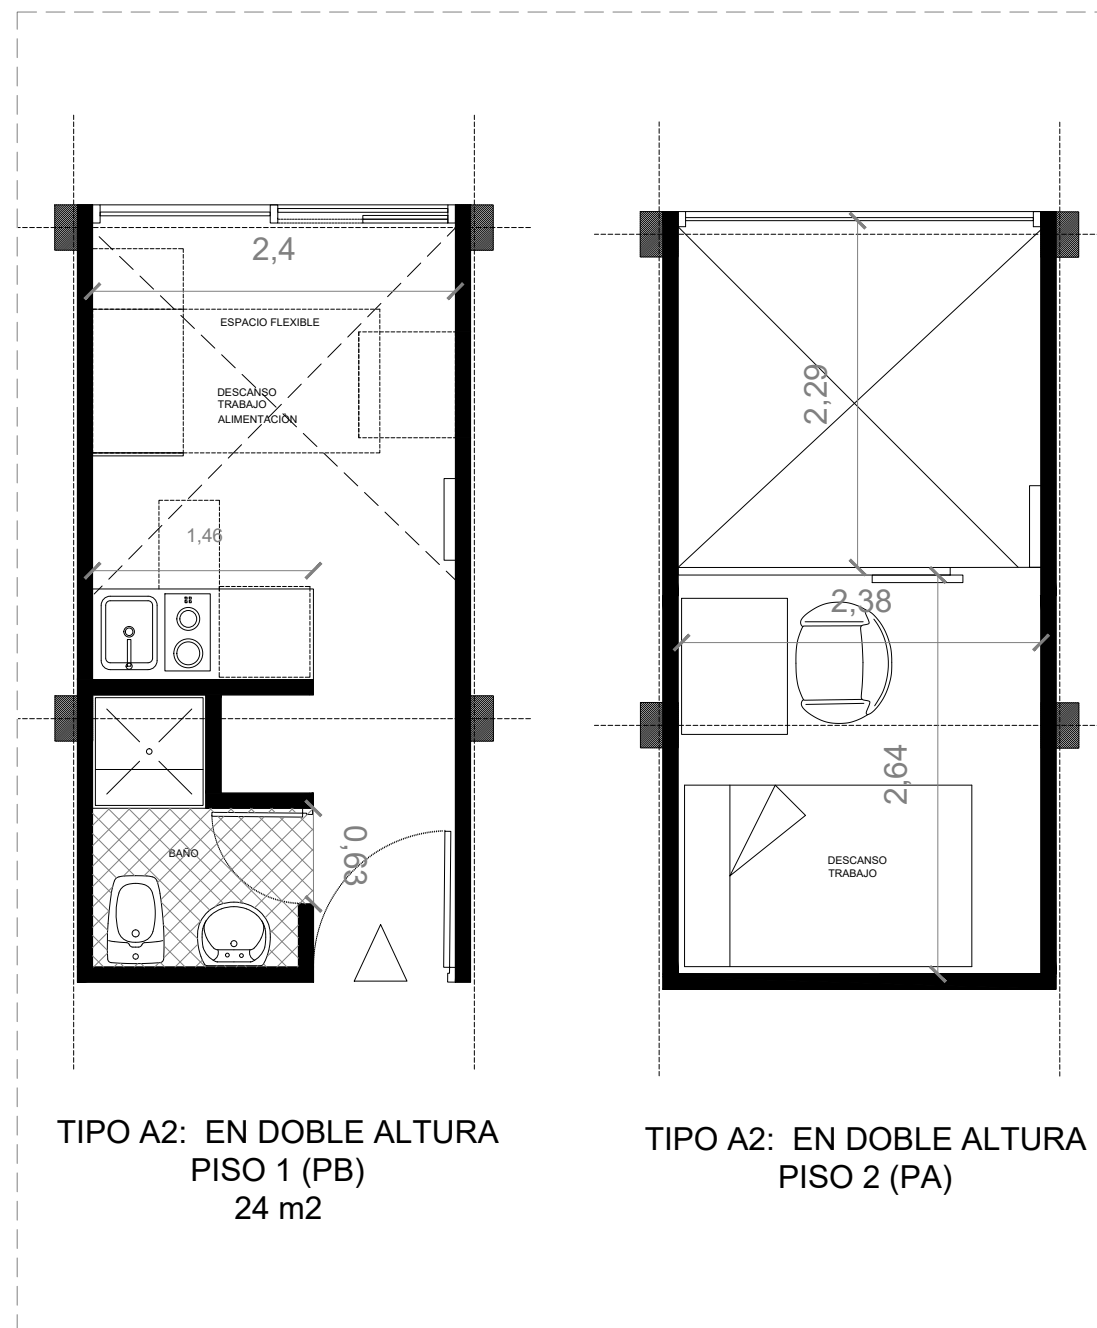 2,4
ESPACIO FLEXIBLE
DESCANSO
TRABAJO
ALIMENTACIÓN
1,46
BAÑO
0,63
TIPO A2:  EN DOBLE ALTURA
PISO 1 (PB)
24 m2
2,29
2,38
2,64
DESCANSO
TRABAJO
TIPO A2:  EN DOBLE ALTURA
PISO 2 (PA)